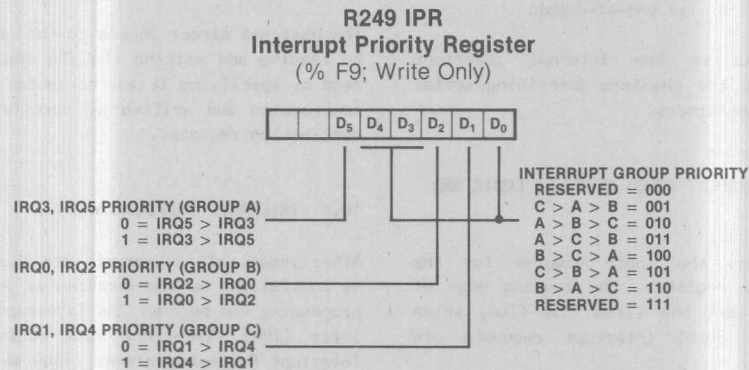 R249 IPR
Interrupt Priority Register
(% F9; Write Only)
D5 D4 D3 D2 D1 D0
IRQ3, IRQ5 PRIORITY (GROUP A)
0 = IRQ5 > IRQ3
1 = IRQ3 > IRQ5
IRQ0, IRQ2 PRIORITY (GROUP B)
0 = IRQ2 > IRQ0
1 = IRQ0 > IRQ2
IRQ1, IRQ4 PRIORITY (GROUP C)
0 = IRQ1 > IRQ4
1 = IRQ4 > IRQ1
INTERRUPT GROUP PRIORITY
RESERVED = 000
C > A > B = 001
A > B > C = 010
A > C > B = 011
B > C > A = 100
C > B > A = 101
B > A > C = 110
RESERVED = 111